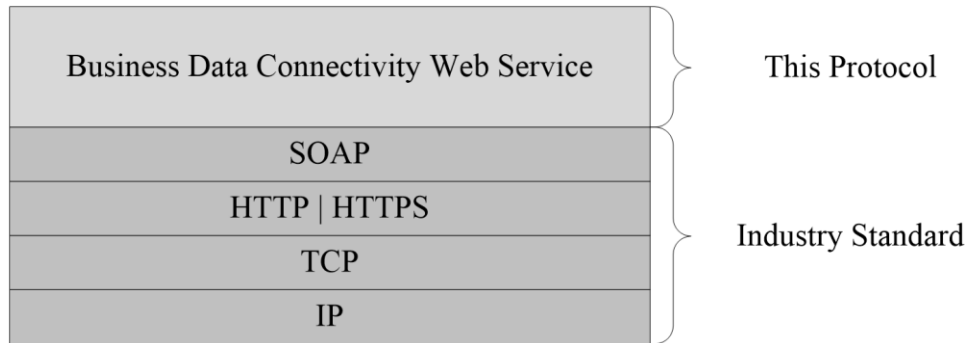 Business Data Connectivity Web Service
This Protocol
SOAP
HTTP | HTTPS
TCP
IP
Industry Standard